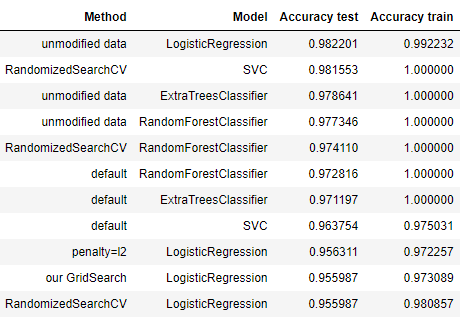 Method Model Accuracy test Accuracy train
unmodified data LogisticRegression 0.982201 0.992232
RandomizedSearchCV SVC 0.981553 1.000000
unmodified data ExtraTreesClassifier 0.978641 1.000000
unmodified data RandomForestClassifier 0.977346 1.000000
RandomizedSearchCV RandomForestClassifier 0.974110 1.000000
default RandomForestClassifier 0.972816 1.000000
default ExtraTreesClassifier 0.971197 1.000000
default SVC 0.963754 0.975031
penalty=l2 LogisticRegression 0.956311 0.972257
our GridSearch LogisticRegression 0.955987 0.973089
RandomizedSearchCV LogisticRegression 0.955987 0.980857